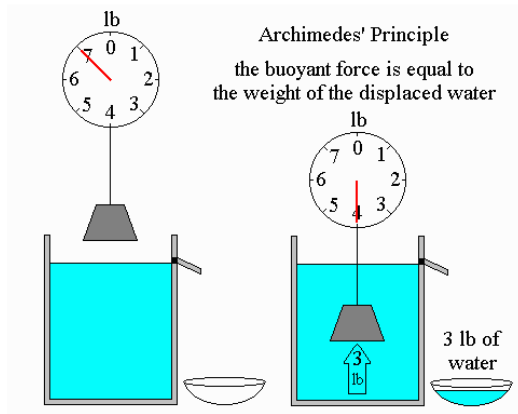 lb
0
1
2
3
4
5
6
7
Archimedes' Principle
the buoyant force is equal to
the weight of the displaced water
lb
0
1
2
3
4
5
6
7
3
lb
3 lb of
water